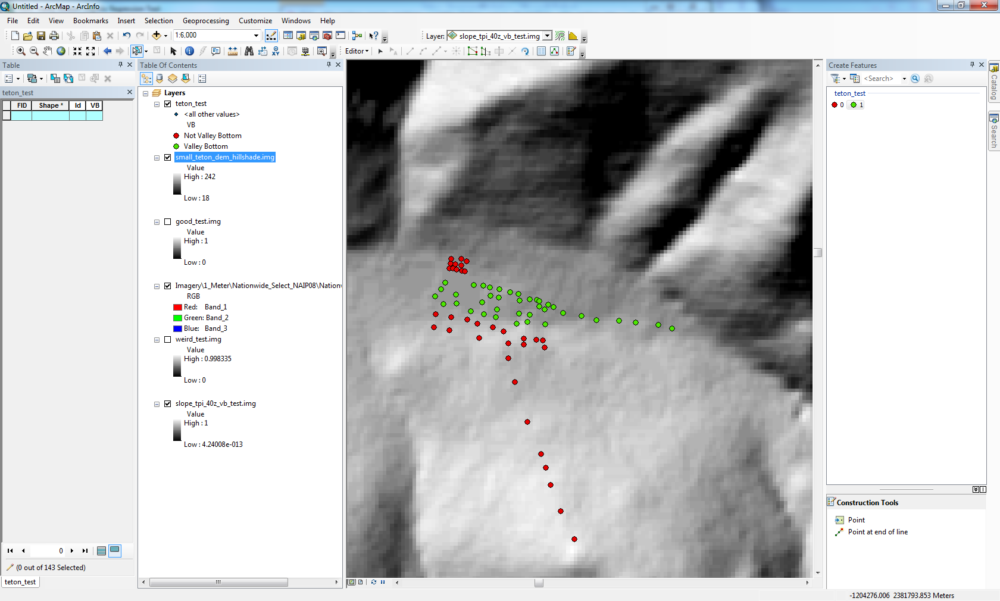 Untitled - ArcMap - ArcInfo
File Edit View Bookmarks Insert Selection Geoprocessing Customize Windows Help
1:6,000
Layer: slope_tpi_40z_vb_test.img
Editor
Table
teton_test
FID Shape * Id VB
0
(0 out of 143 Selected)
teton_test
Table Of Contents
Layers
teton_test
<all other values>
VB
Not Valley Bottom
Valley Bottom
small_teton_dem_hillshade.img
Value
High : 242
Low : 18
good_test.img
Value
High : 1
Low : 0
Imagery\1_Meter\Nationwide_Select_NAIP08\Nation
RGB
Red: Band_1
Green: Band_2
Blue: Band_3
weird_test.img
Value
High : 0.998335
Low : 0
slope_tpi_40z_vb_test.img
Value
High : 1
Low : 4.24008e-013
Create Features
<Search>
teton_test
0
1
Construction Tools
Point
Point at end of line
Catalog
Search
-1204276.006 2381793.853 Meters